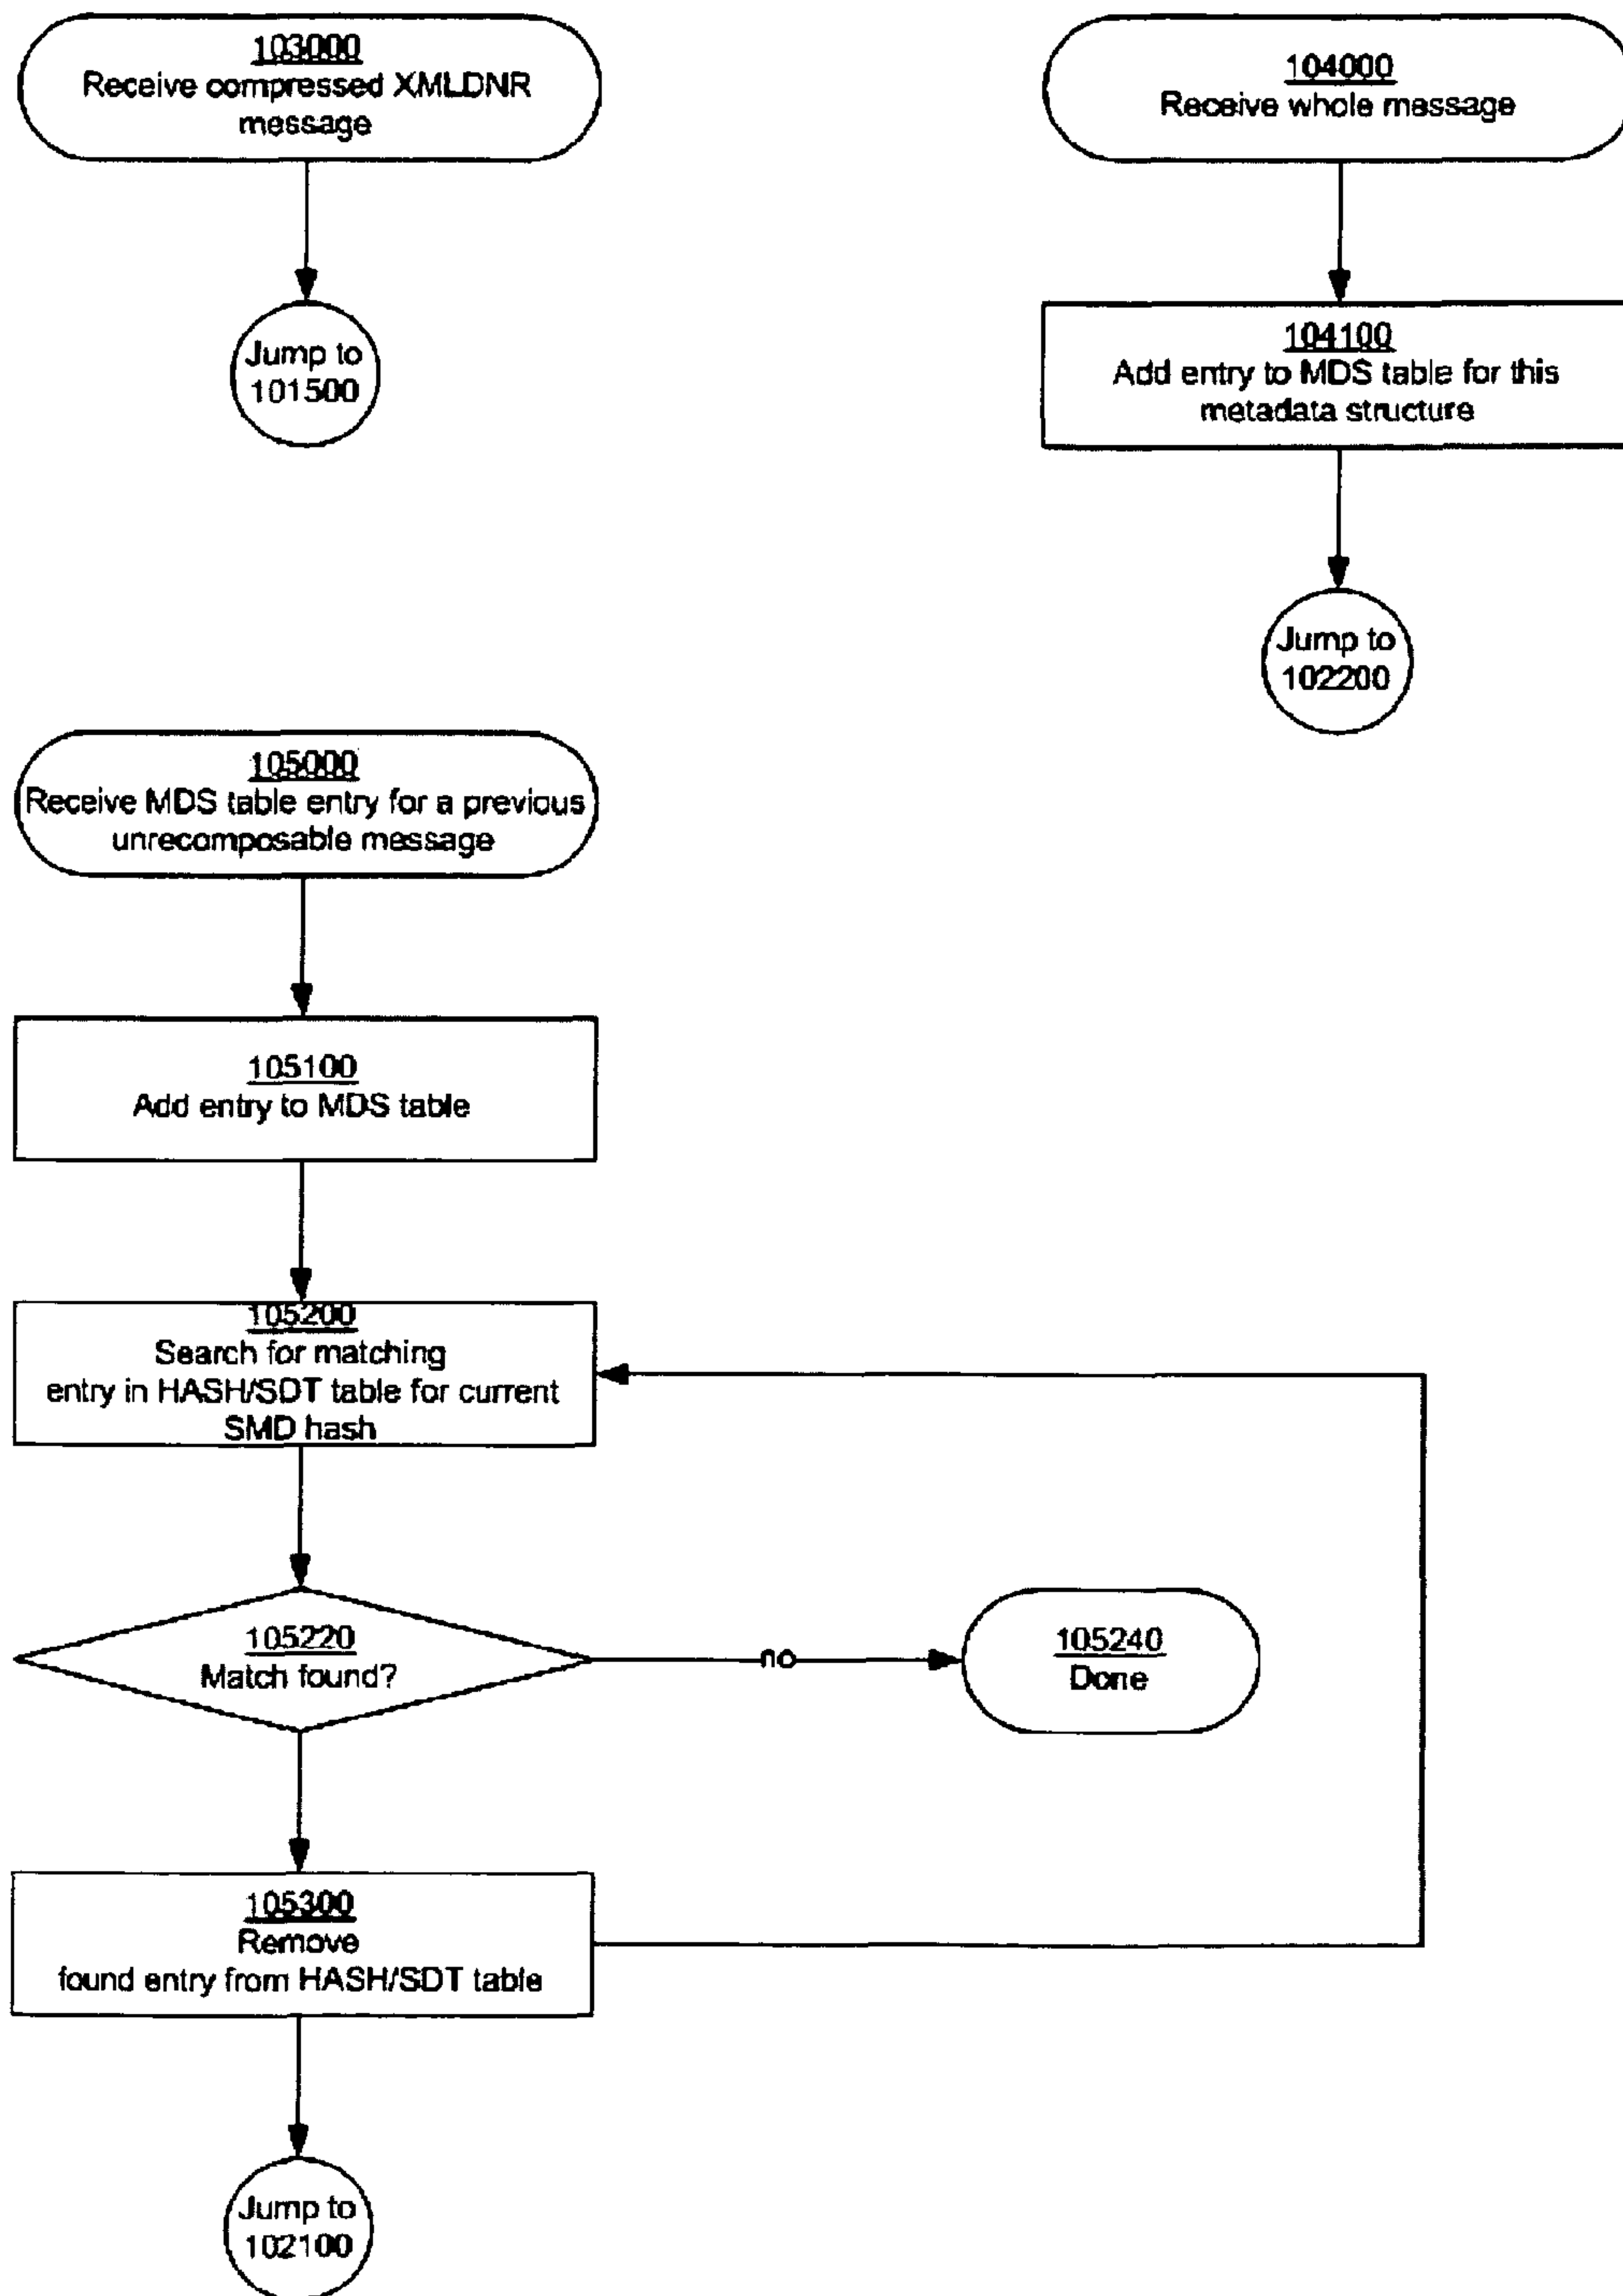 103000
Receive compressed XMLDNR
message
Jump to
101500
104000
Receive whole message
104100
Add entry to MDS table for this
metadata structure
Jump to
102200
105000
Receive MDS table entry for a previous
unrecomposable message
105100
Add entry to MDS table
105200
Search for matching
entry in HASH/SDT table for current
SMD hash
105220
Match found?
no
105240
Done
105300
Remove
found entry from HASH/SDT table
Jump to
102100